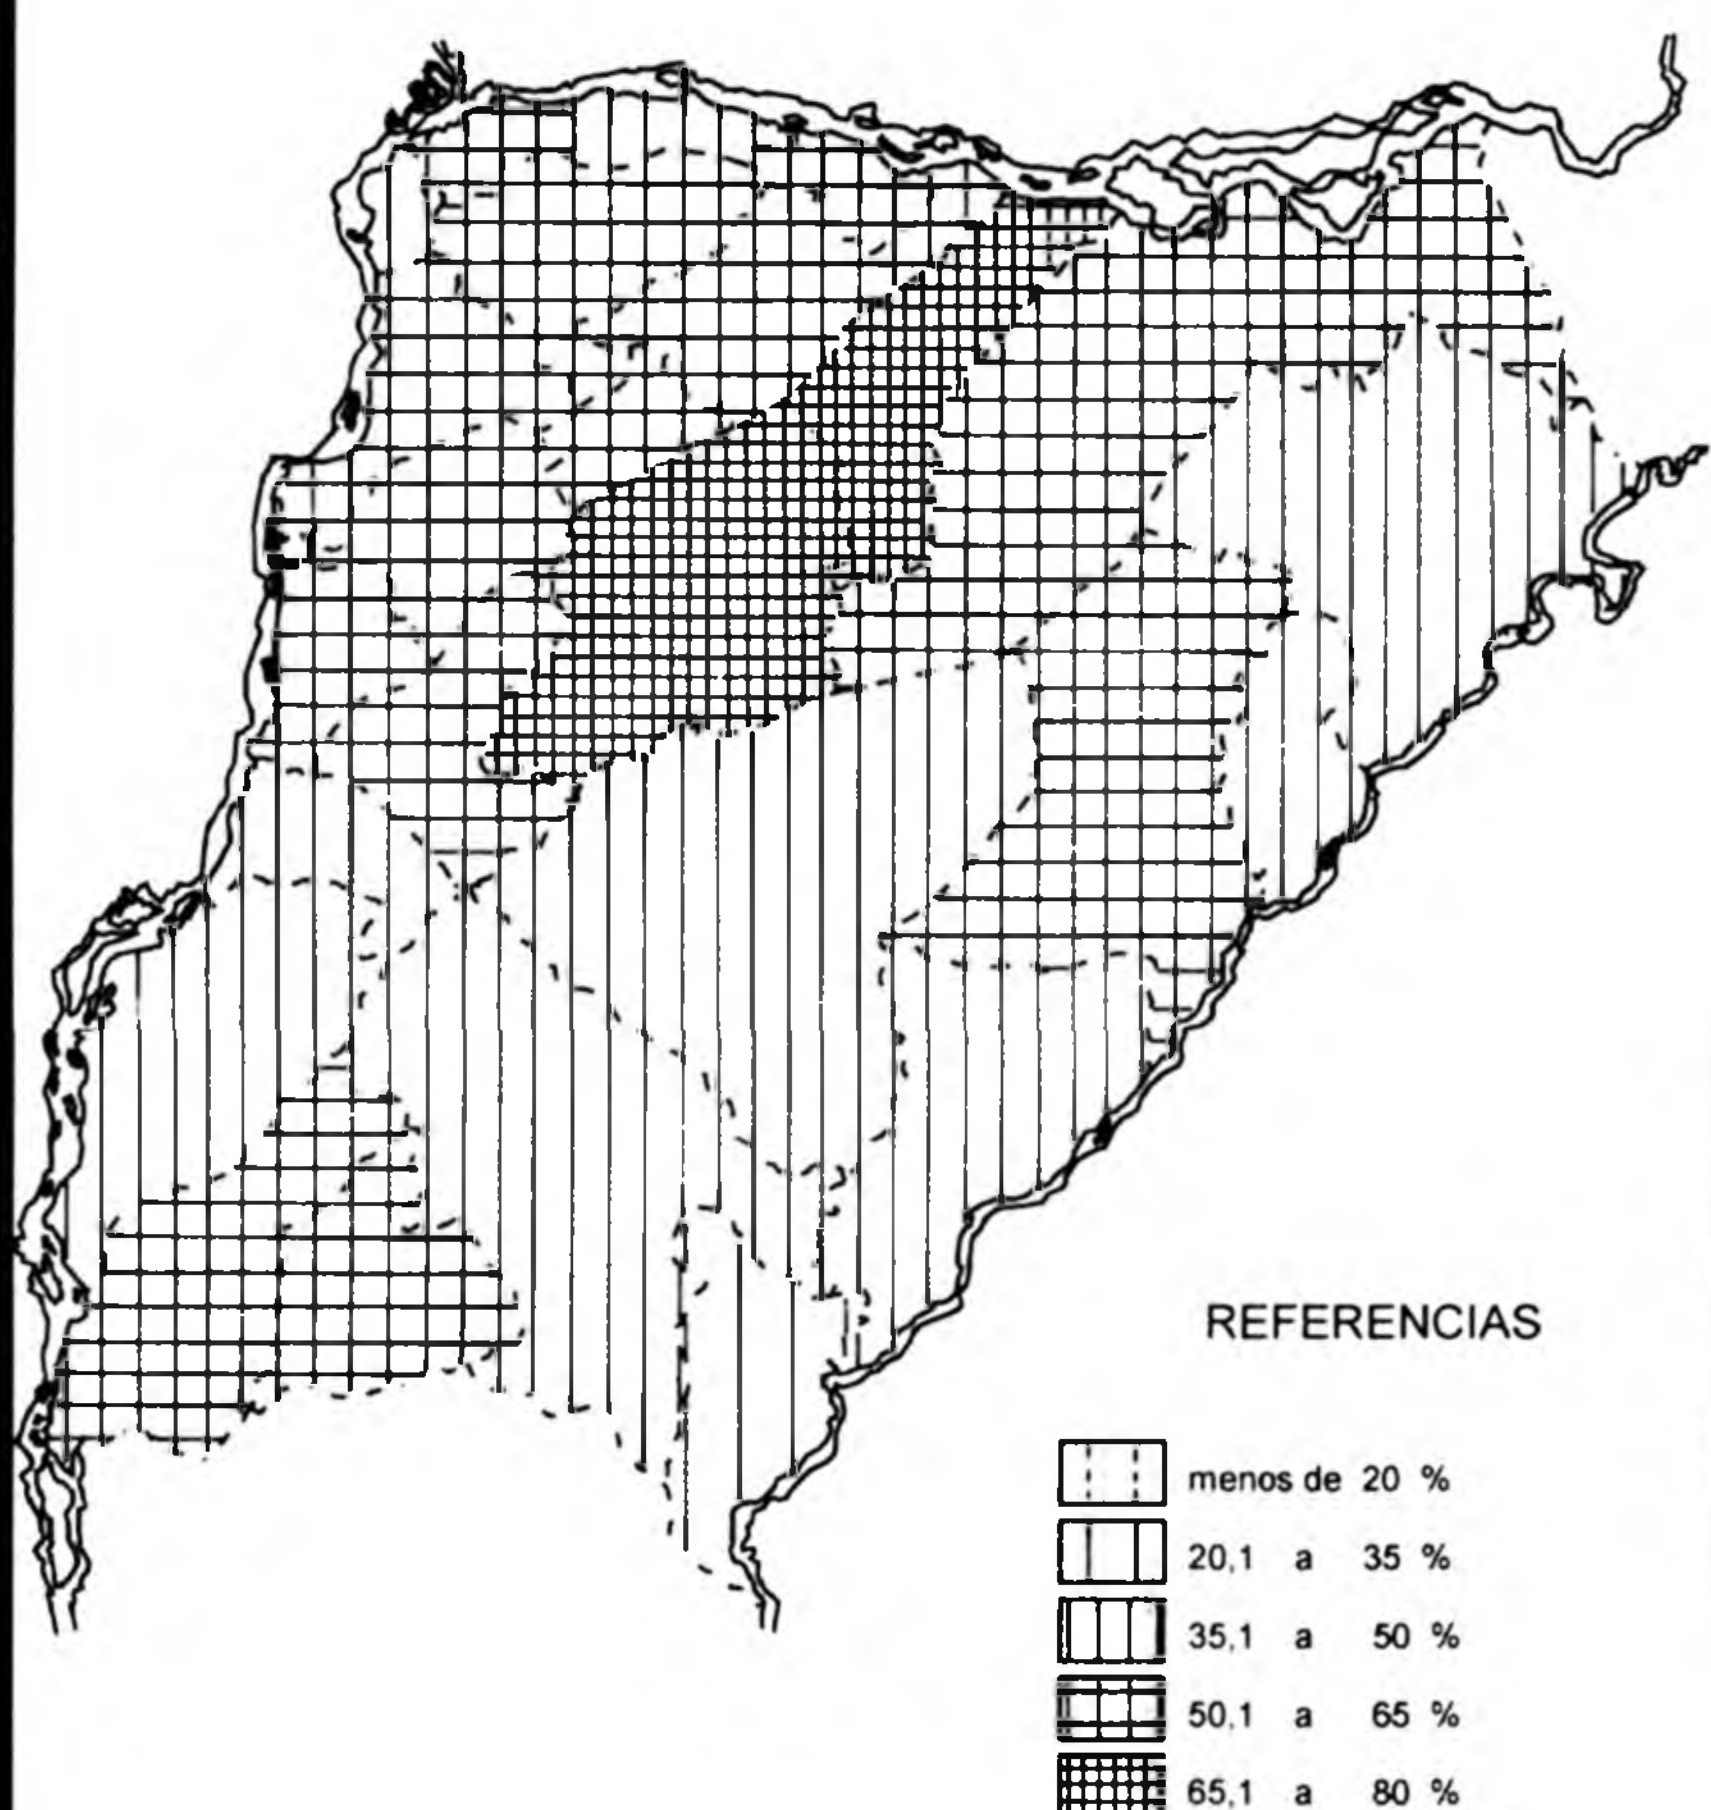 REFERENCIAS
menos de 20 %
20,1 a 35 %
35,1 a 50 %
50,1 a 65 %
65,1 a 80 %